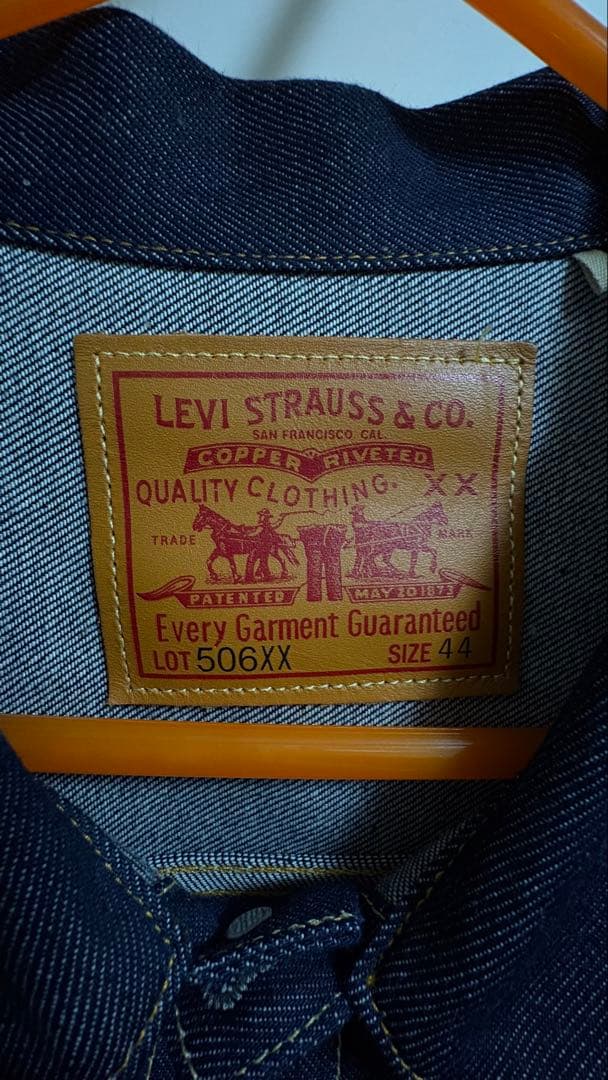 LEVI STRAUSS & CO.
SAN FRANCISCO CAL.
COPPER RIVETED
QUALITY CLOTHING. XX
TRADE MARK
PATENTED MAY 20 1873
Every Garment Guaranteed
LOT 506XX SIZE 44